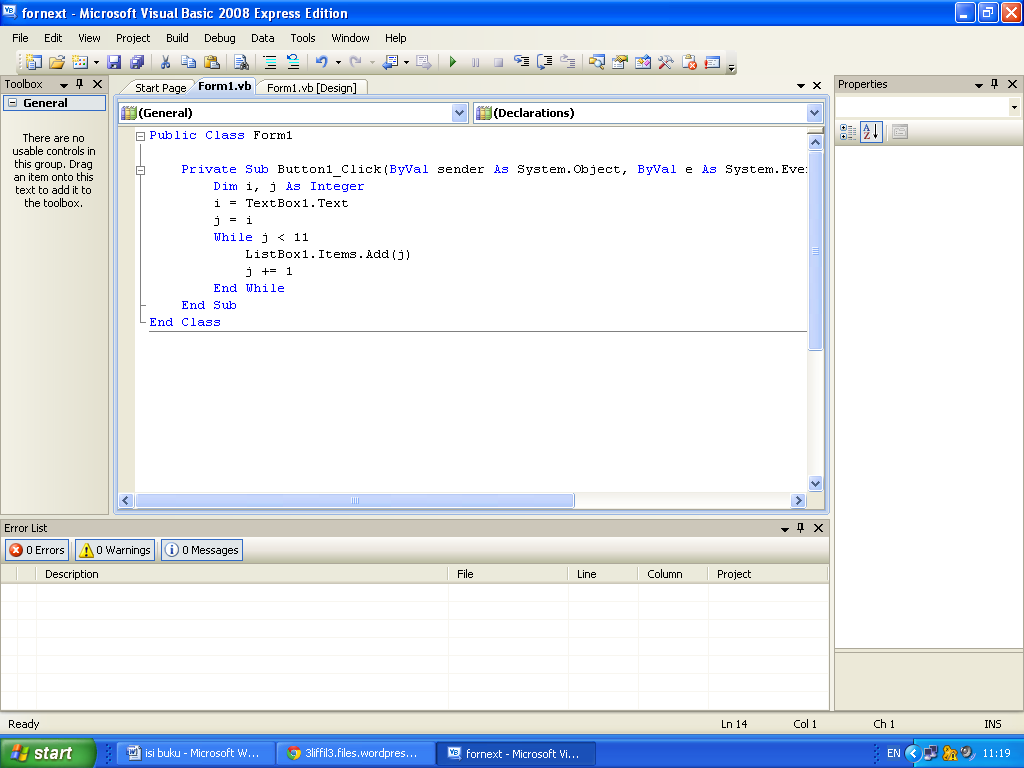 fornext - Microsoft Visual Basic 2008 Express Edition
File Edit View Project Build Debug Data Tools Window Help
Toolbox
General
There are no
usable controls in
this group. Drag
an item onto this
text to add it to
the toolbox.
Start Page Form1.vb Form1.vb [Design]
(General) (Declarations)
Public Class Form1
Private Sub Button1_Click(ByVal sender As System.Object, ByVal e As System.Eve
Dim i, j As Integer
i = TextBox1.Text
j = i
While j < 11
ListBox1.Items.Add(j)
j += 1
End While
End Sub
End Class
Properties
Error List
0 Errors 0 Warnings 0 Messages
Description File Line Column Project
Ready Ln 14 Col 1 Ch 1 INS
start isi buku - Microsoft W... 3liffil3.files.wordpres... fornext - Microsoft Vi... EN 11:19